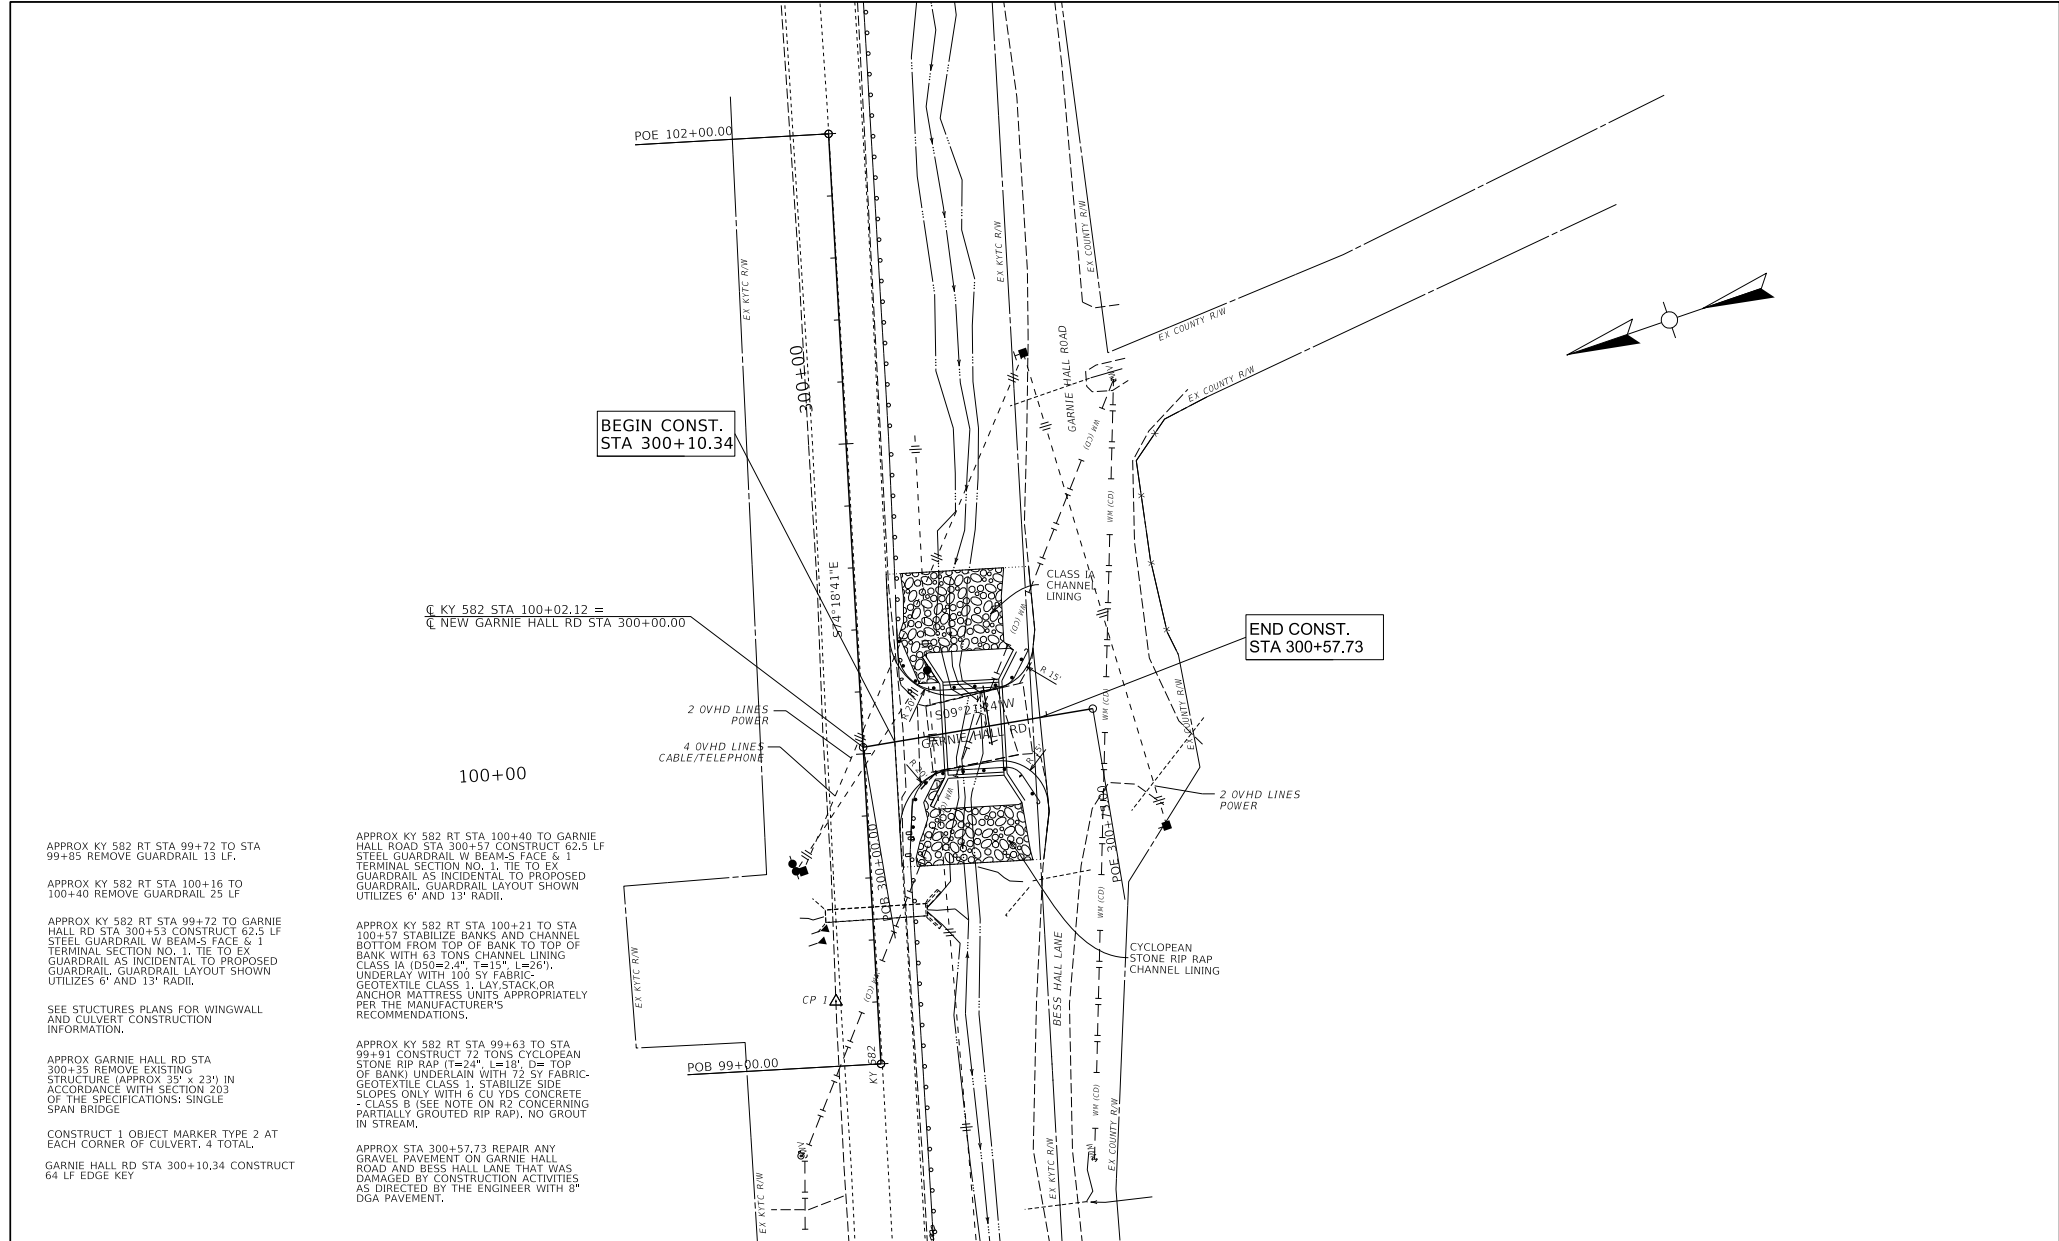 POE 102+00.00
EX KYTC R/W
300+00
EX KYTC R/W
EX COUNTY R/W
EX COUNTY R/W
EX COUNTY R/W
GARNIE HALL ROAD
WM (CD)
WM (CD)
BEGIN CONST.
STA 300+10.34
S74°18'41"E
CLASS IA
CHANNEL
LINING
WM (CD)
℄ KY 582 STA 100+02.12 =
℄ NEW GARNIE HALL RD STA 300+00.00
END CONST.
STA 300+57.73
R 15'
R 20'
WM (CD)
EX COUNTY R/W
2 OVHD LINES
POWER
4 OVHD LINES
CABLE/TELEPHONE
GARNIE HALL RD
R 15'
100+00
2 OVHD LINES
POWER
POB 300+00.00
APPROX KY 582 RT STA 99+72 TO STA
99+85 REMOVE GUARDRAIL 13 LF.
APPROX KY 582 RT STA 100+16 TO
100+40 REMOVE GUARDRAIL 25 LF
APPROX KY 582 RT STA 99+72 TO GARNIE
HALL RD STA 300+53 CONSTRUCT 62.5 LF
STEEL GUARDRAIL W BEAM-S FACE & 1
TERMINAL SECTION NO. 1. TIE TO EX
GUARDRAIL AS INCIDENTAL TO PROPOSED
GUARDRAIL. GUARDRAIL LAYOUT SHOWN
UTILIZES 6' AND 13' RADII.
SEE STUCTURES PLANS FOR WINGWALL
AND CULVERT CONSTRUCTION
INFORMATION.
APPROX GARNIE HALL RD STA
300+35 REMOVE EXISTING
STRUCTURE (APPROX 35' x 23') IN
ACCORDANCE WITH SECTION 203
OF THE SPECIFICATIONS: SINGLE
SPAN BRIDGE
CONSTRUCT 1 OBJECT MARKER TYPE 2 AT
EACH CORNER OF CULVERT. 4 TOTAL.
GARNIE HALL RD STA 300+10.34 CONSTRUCT
64 LF EDGE KEY
APPROX KY 582 RT STA 100+40 TO GARNIE
HALL ROAD STA 300+57 CONSTRUCT 62.5 LF
STEEL GUARDRAIL W BEAM-S FACE & 1
TERMINAL SECTION NO. 1. TIE TO EX
GUARDRAIL AS INCIDENTAL TO PROPOSED
GUARDRAIL. GUARDRAIL LAYOUT SHOWN
UTILIZES 6' AND 13' RADII.
APPROX KY 582 RT STA 100+21 TO STA
100+57 STABILIZE BANKS AND CHANNEL
BOTTOM FROM TOP OF BANK TO TOP OF
BANK WITH 63 TONS CHANNEL LINING
CLASS IA (D50=2.4", T=15", L=26').
UNDERLAY WITH 100 SY FABRIC-
GEOTEXTILE CLASS 1. LAY,STACK,OR
ANCHOR MATTRESS UNITS APPROPRIATELY
PER THE MANUFACTURER'S
RECOMMENDATIONS.
APPROX KY 582 RT STA 99+63 TO STA
99+91 CONSTRUCT 72 TONS CYCLOPEAN
STONE RIP RAP (T=24", L=18', D= TOP
OF BANK) UNDERLAIN WITH 72 SY FABRIC-
GEOTEXTILE CLASS 1. STABILIZE SIDE
SLOPES ONLY WITH 6 CU YDS CONCRETE
- CLASS B (SEE NOTE ON R2 CONCERNING
PARTIALLY GROUTED RIP RAP). NO GROUT
IN STREAM.
APPROX STA 300+57.73 REPAIR ANY
GRAVEL PAVEMENT ON GARNIE HALL
ROAD AND BESS HALL LANE THAT WAS
DAMAGED BY CONSTRUCTION ACTIVITIES
AS DIRECTED BY THE ENGINEER WITH 8"
DGA PAVEMENT.
WM (CD)
EX KYTC R/W
CP 1
BESS HALL LANE
CYCLOPEAN
STONE RIP RAP
CHANNEL LINING
POB 99+00.00
KY 582
WM (CD)
EX COUNTY R/W
EX KYTC R/W
EX KYTC R/W